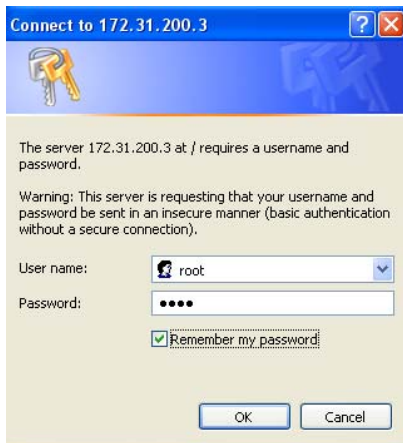 Connect to 172.31.200.3
The server 172.31.200.3 at / requires a username and
password.
Warning: This server is requesting that your username and
password be sent in an insecure manner (basic authentication
without a secure connection).
User name:
root
Password:
••••
Remember my password
OK
Cancel